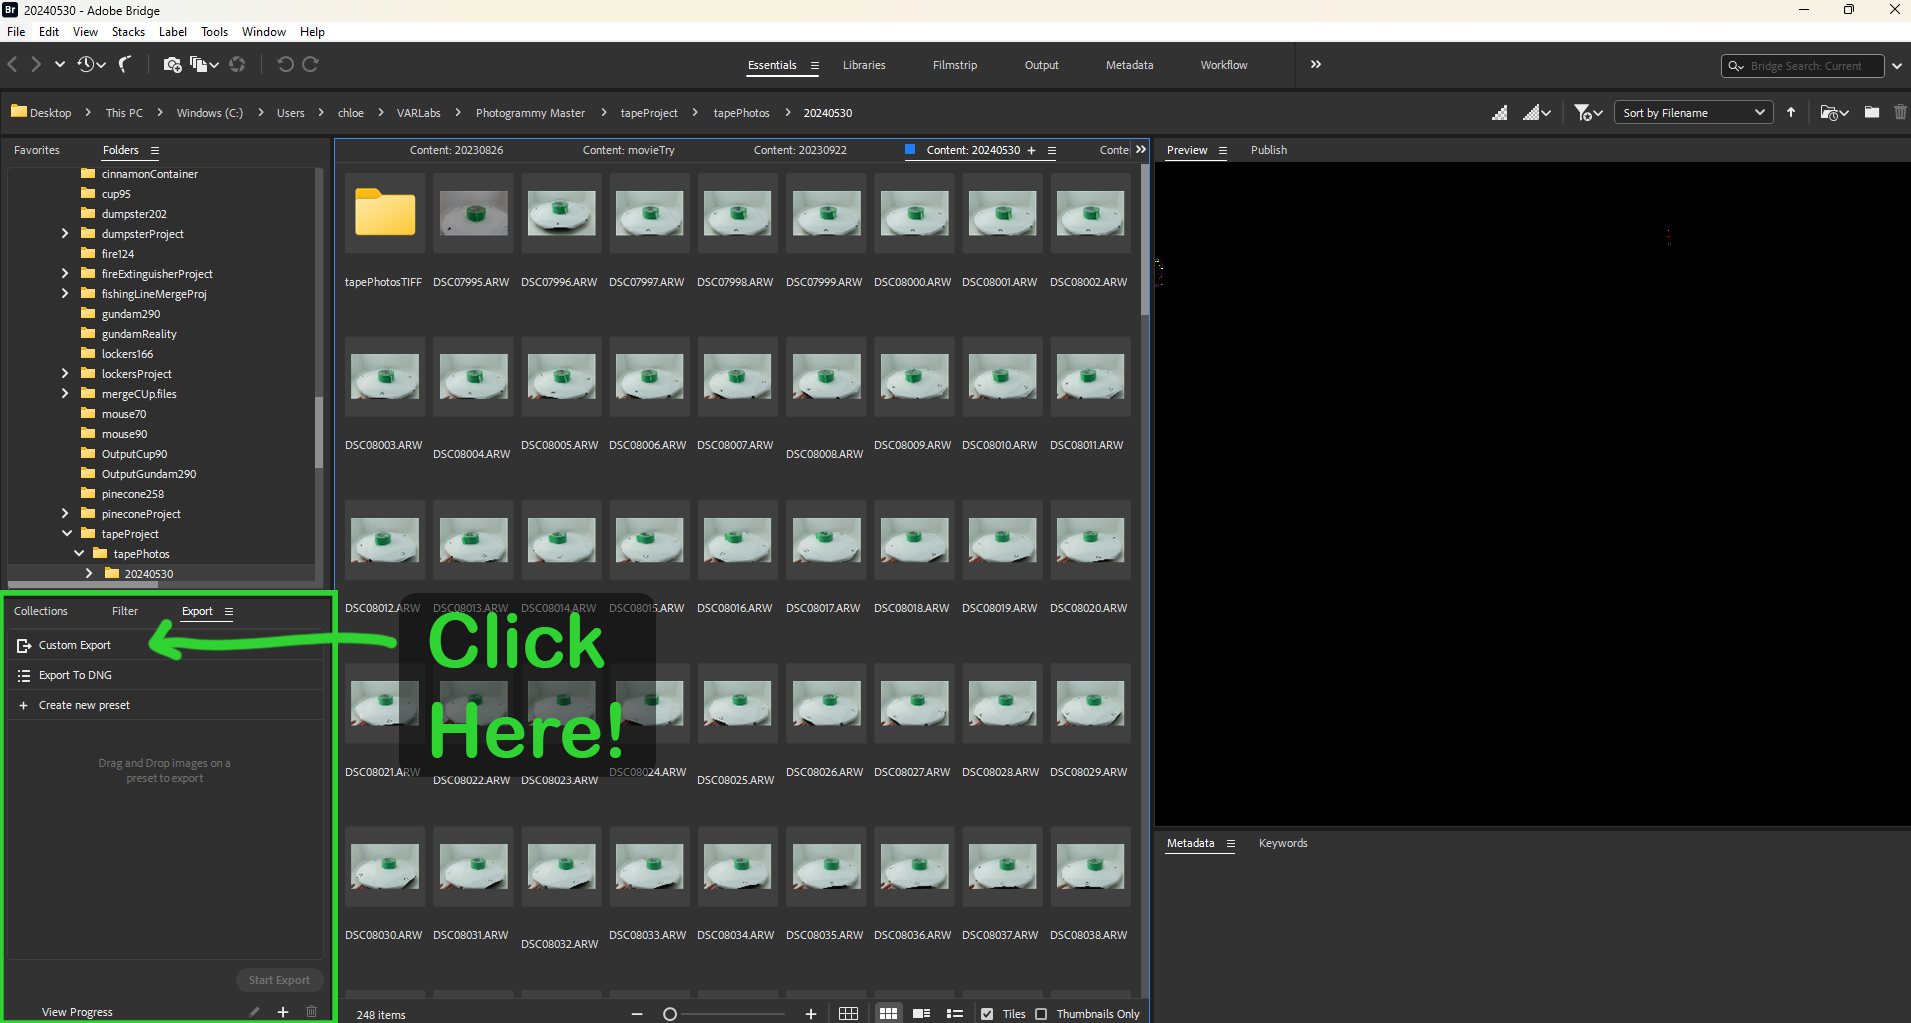 Br 20240530 - Adobe Bridge
File Edit View Stacks Label Tools Window Help
Essentials Libraries Filmstrip Output Metadata Workflow Bridge Search: Current
Desktop This PC Windows (C:) Users chloe VARLabs Photogrammy Master tapeProject tapePhotos 20240530 Sort by Filename
Favorites Folders
cinnamonContainer
cup95
dumpster202
dumpsterProject
fire124
fireExtinguisherProject
fishingLineMergeProj
gundam290
gundamReality
lockers166
lockersProject
mergeCUp.files
mouse70
mouse90
OutputCup90
OutputGundam290
pinecone258
pineconeProject
tapeProject
tapePhotos
20240530
Collections Filter Export
Custom Export
Export To DNG
+ Create new preset
Drag and Drop images on a
preset to export
Start Export
View Progress
Content: 20230826 Content: movieTry Content: 20230922 Content: 20240530 + Conte
tapePhotosTIFF DSC07995.ARW DSC07996.ARW DSC07997.ARW DSC07998.ARW DSC07999.ARW DSC08000.ARW DSC08001.ARW DSC08002.ARW
DSC08003.ARW DSC08004.ARW DSC08005.ARW DSC08006.ARW DSC08007.ARW DSC08008.ARW DSC08009.ARW DSC08010.ARW DSC08011.ARW
DSC08012.ARW DSC08013.ARW DSC08014.ARW DSC08015.ARW DSC08016.ARW DSC08017.ARW DSC08018.ARW DSC08019.ARW DSC08020.ARW
Click
Here!
DSC08021.ARW DSC08022.ARW DSC08023.ARW DSC08024.ARW DSC08025.ARW DSC08026.ARW DSC08027.ARW DSC08028.ARW DSC08029.ARW
DSC08030.ARW DSC08031.ARW DSC08032.ARW DSC08033.ARW DSC08034.ARW DSC08035.ARW DSC08036.ARW DSC08037.ARW DSC08038.ARW
248 items Tiles Thumbnails Only
Preview Publish
Metadata Keywords